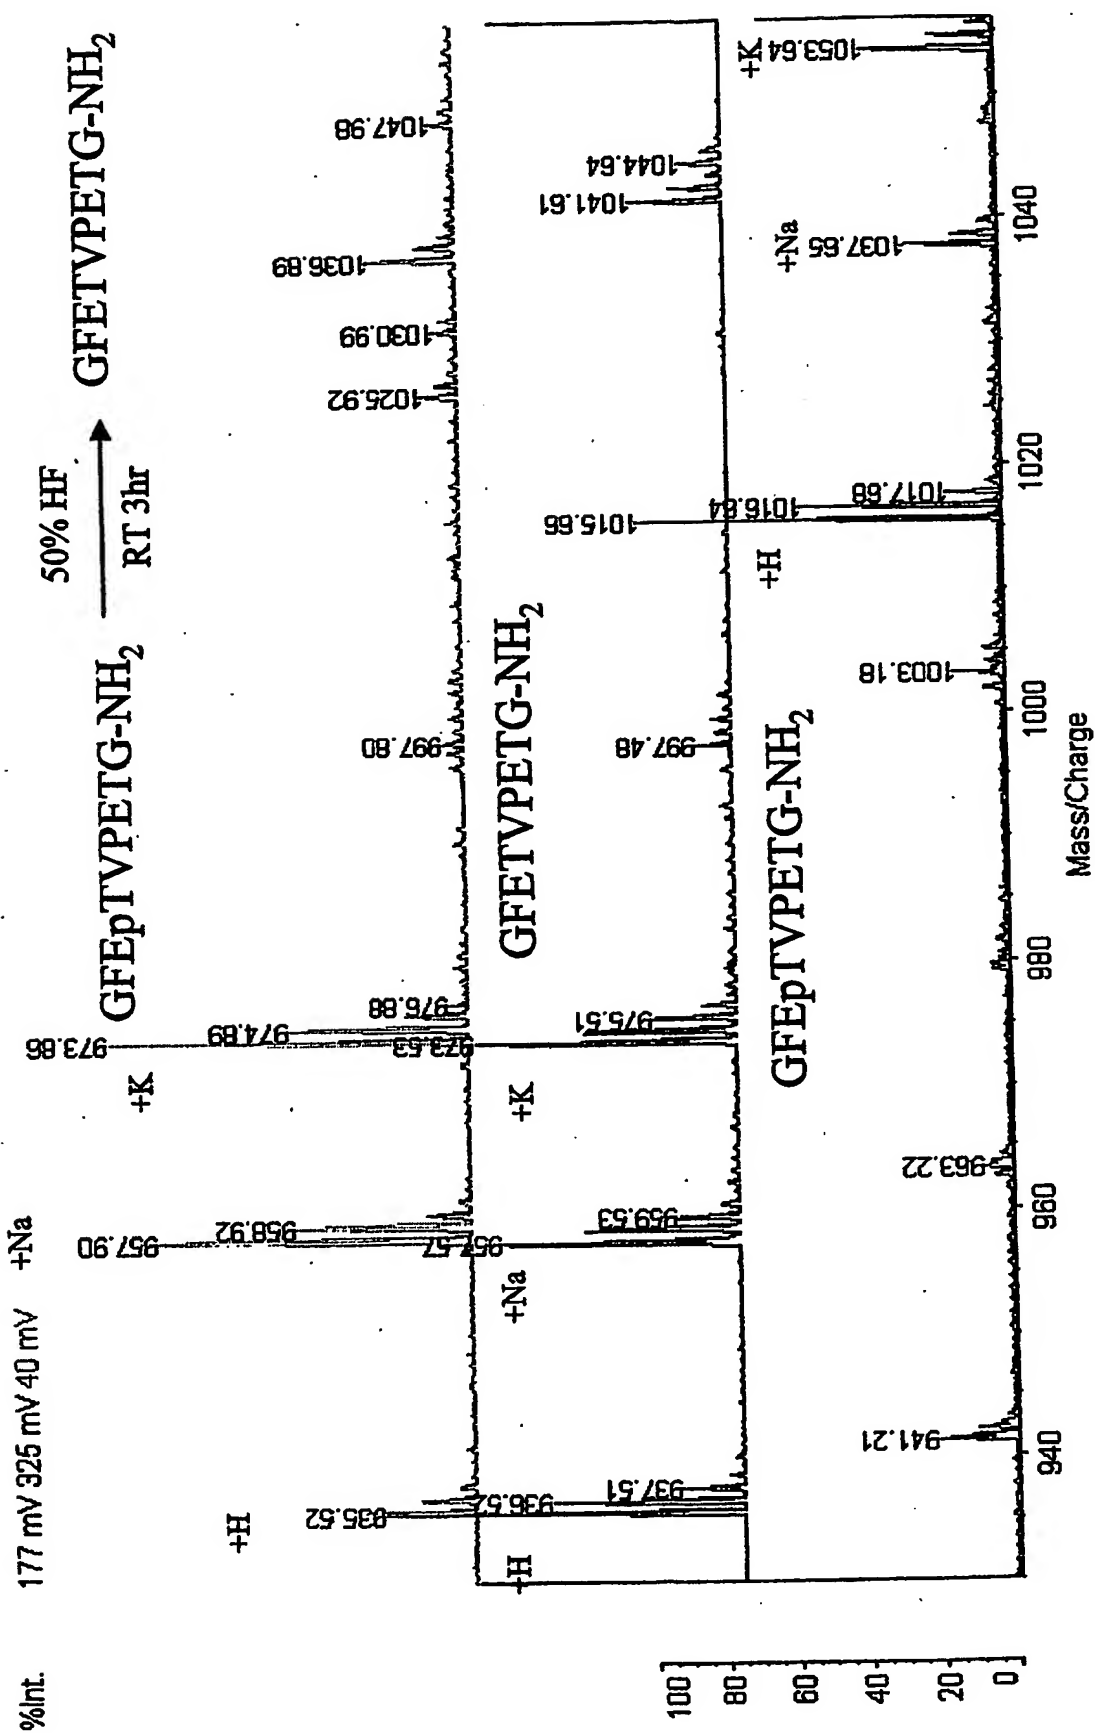 %Int. 177 mV 325 mV 40 mV
GFEpTVPETG-NH2 50% HF RT 3hr GFETVPETG-NH2
+H
935.52
+Na
957.90
958.92
+K
973.86
974.89
976.88
997.80
1025.92
1030.99
1036.89
1047.98
GFETVPETG-NH2
+H
936.52
937.51
+Na
957.57
959.53
+K
973.53
975.51
997.48
1041.61
1044.64
GFEpTVPETG-NH2
941.21
963.22
1003.18
+H
1015.66
1016.64
1017.68
+Na
1037.65
+K
1053.64
100
80
60
40
20
0
940 960 980 1000 1020 1040
Mass/Charge